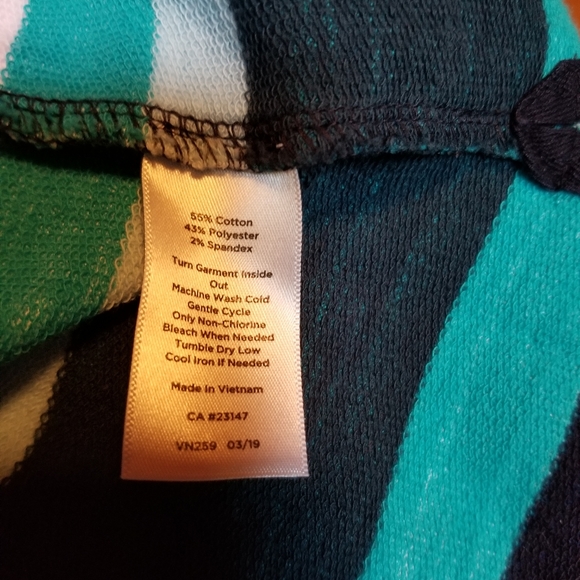 55% Cotton
43% Polyester
2% Spandex
Turn Garment Inside
Out
Machine Wash Cold
Gentle Cycle
Only Non-Chlorine
Bleach When Needed
Tumble Dry Low
Cool Iron If Needed
Made in Vietnam
CA #23147
VN259 03/19